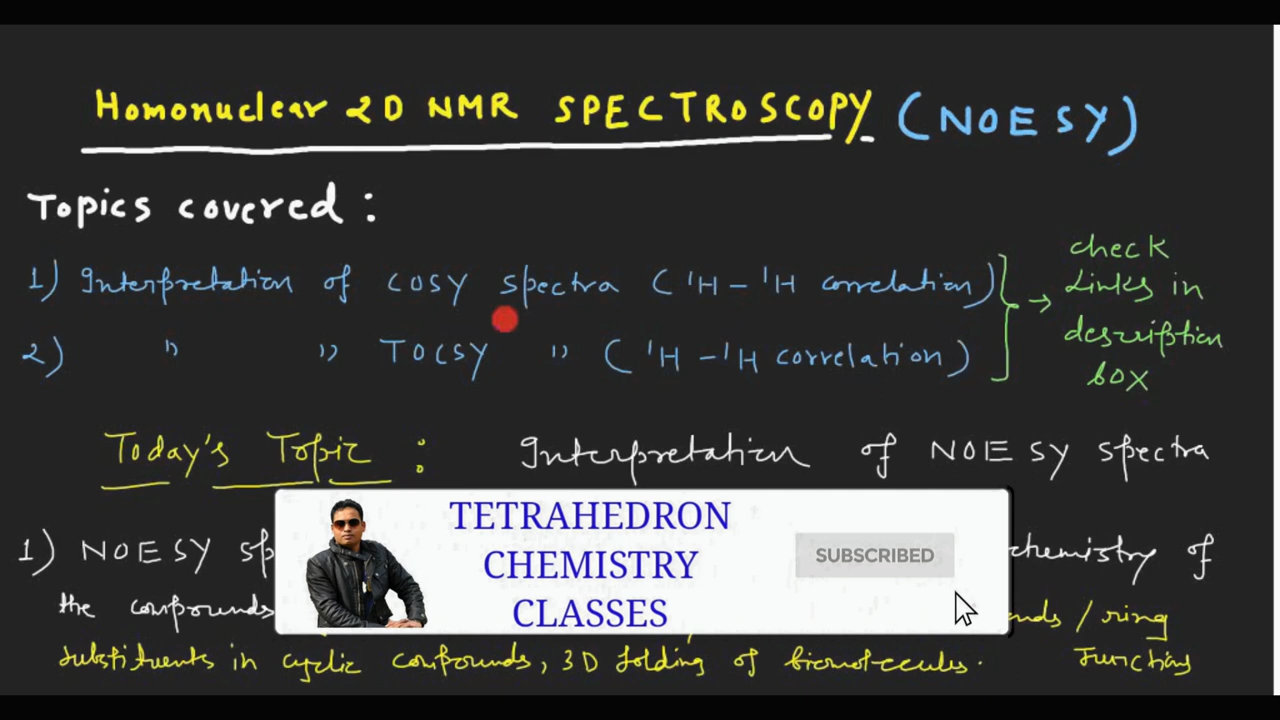 Homonuclear 2D NMR SPECTROSCOPY (NOESY)
Topics covered :
1) Interpretation of COSY spectra (¹H – ¹H correlation)
2) " " TOCSY " (¹H – ¹H correlation)
→ check
Links in
description
box
Today's Topic : Interpretation of NOESY spectra
1) NOESY sp
chemistry of
the compounds
/ ring
substituents in cyclic compounds, 3D folding of biomolecules.
Junctions
TETRAHEDRON
CHEMISTRY
CLASSES
SUBSCRIBED